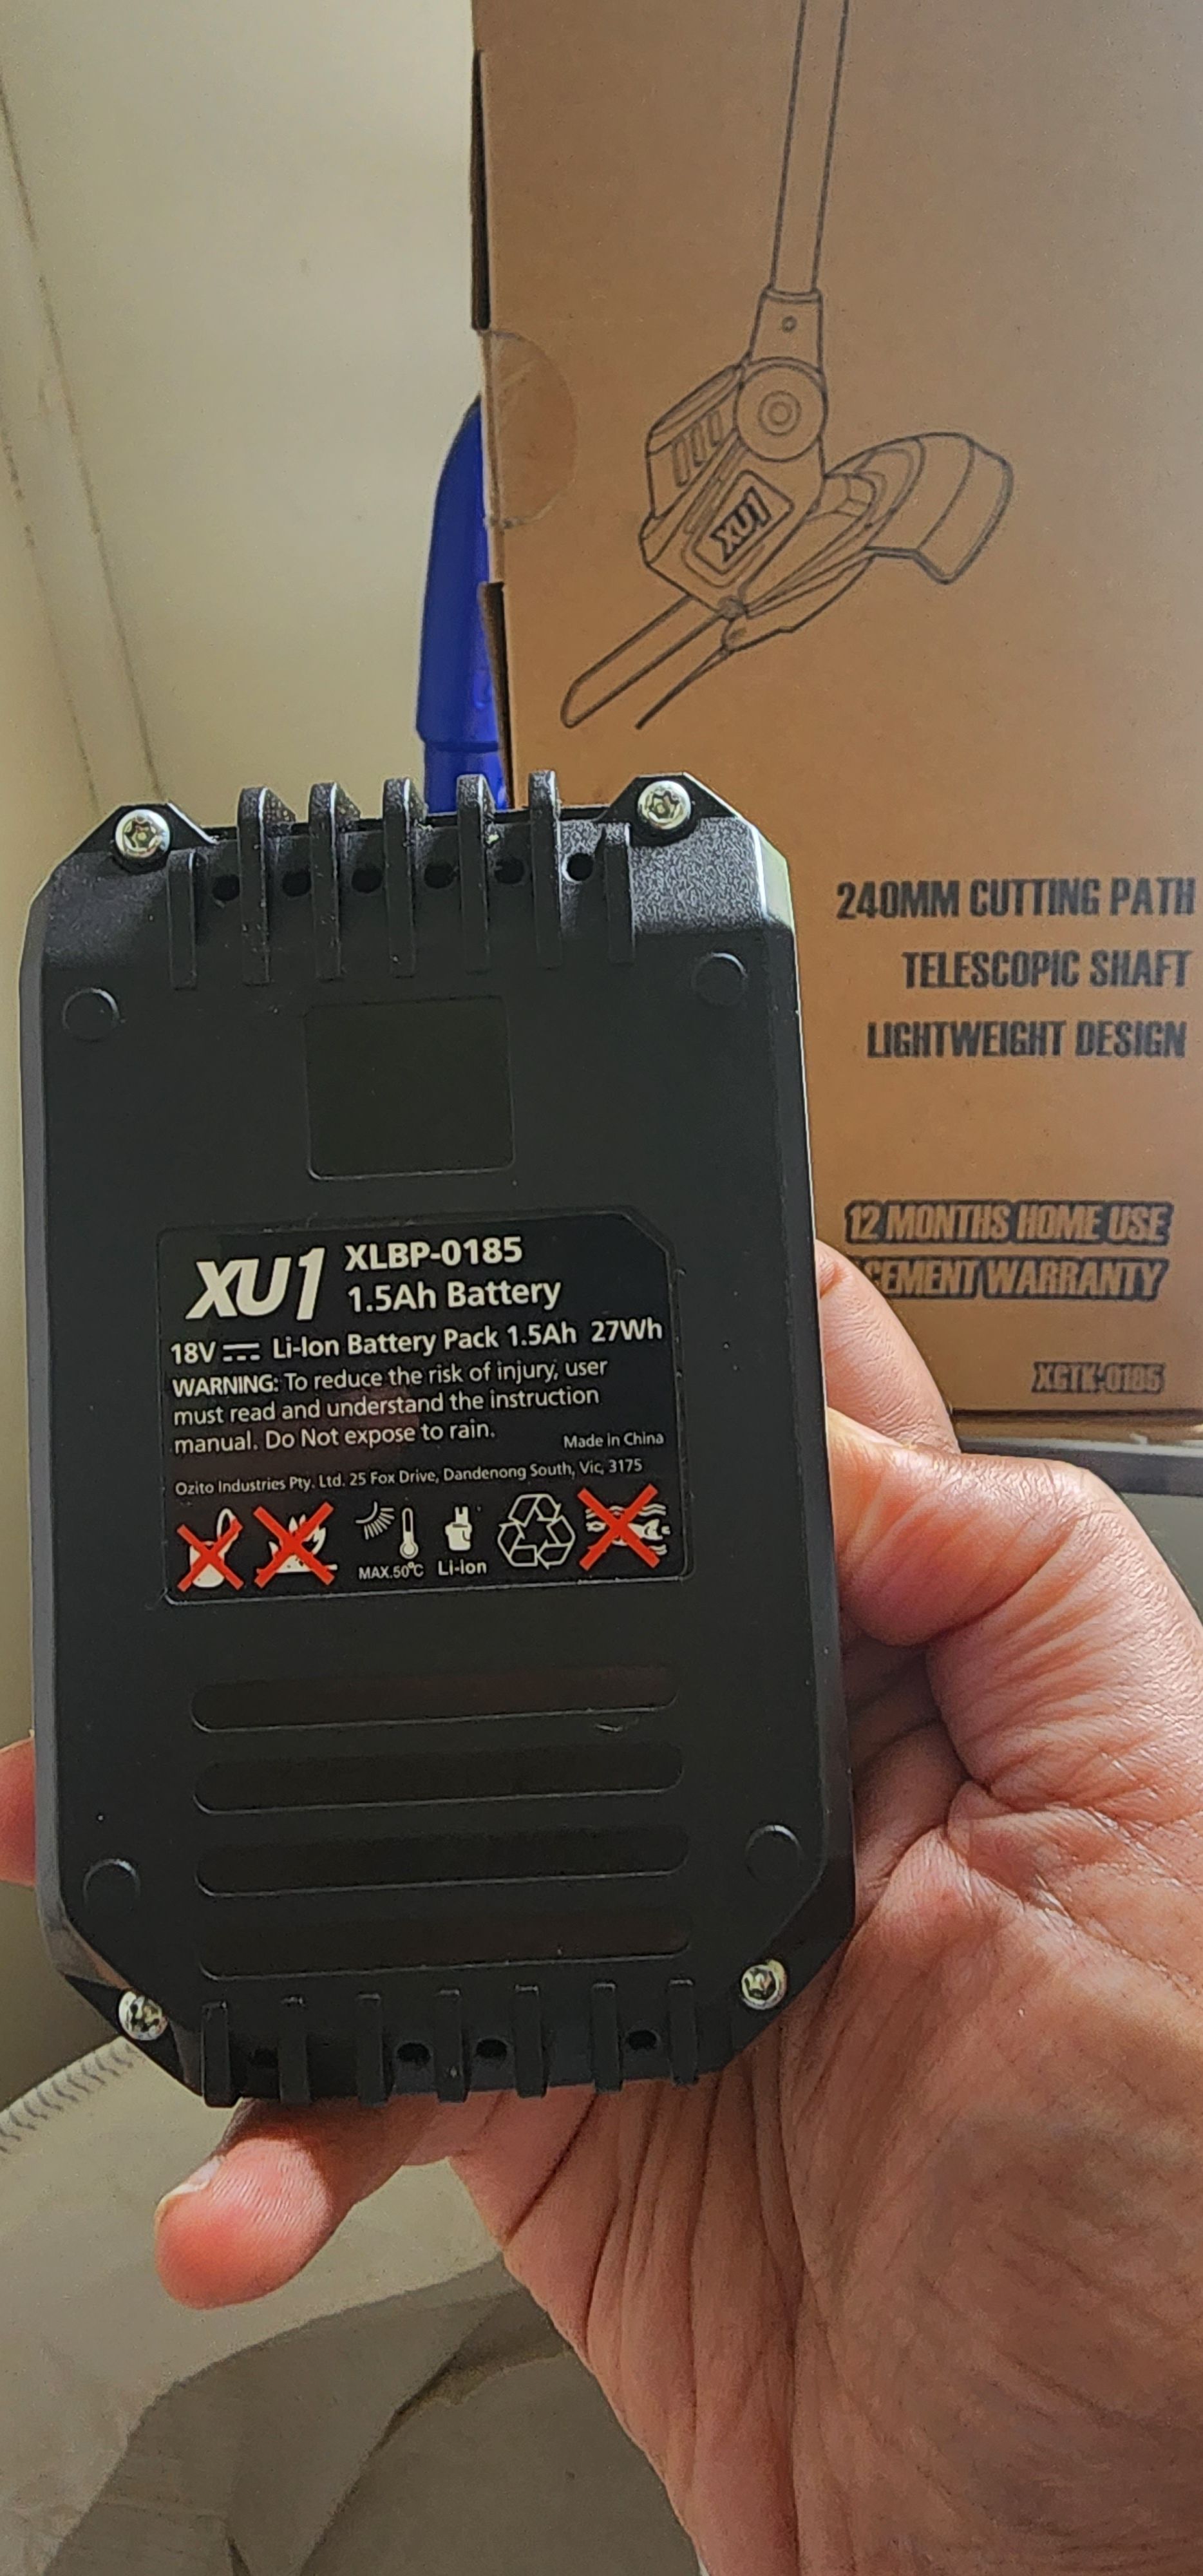 XU1
240MM CUTTING PATH
TELESCOPIC SHAFT
LIGHTWEIGHT DESIGN
12 MONTHS HOME USE
CEMENT WARRANTY
XGTK-0185
XU1 XLBP-0185
1.5Ah Battery
18V Li-Ion Battery Pack 1.5Ah 27Wh
WARNING: To reduce the risk of injury, user
must read and understand the instruction
manual. Do Not expose to rain.
Made in China
Ozito Industries Pty. Ltd. 25 Fox Drive, Dandenong South, Vic, 3175
MAX.50°C Li-Ion